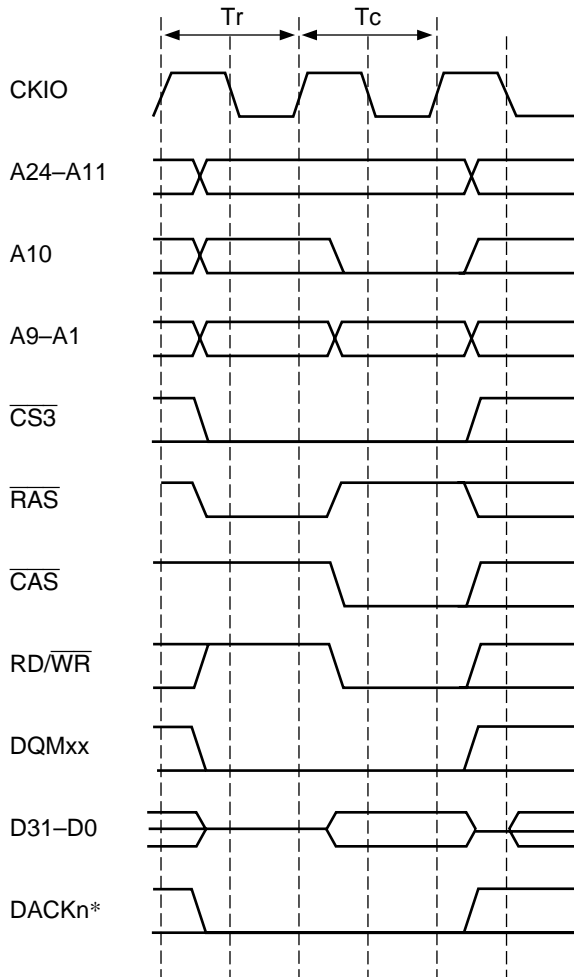 Tr Tc
CKIO
A24–A11
A10
A9–A1
CS3
RAS
CAS
RD/WR
DQMxx
D31–D0
DACKn*